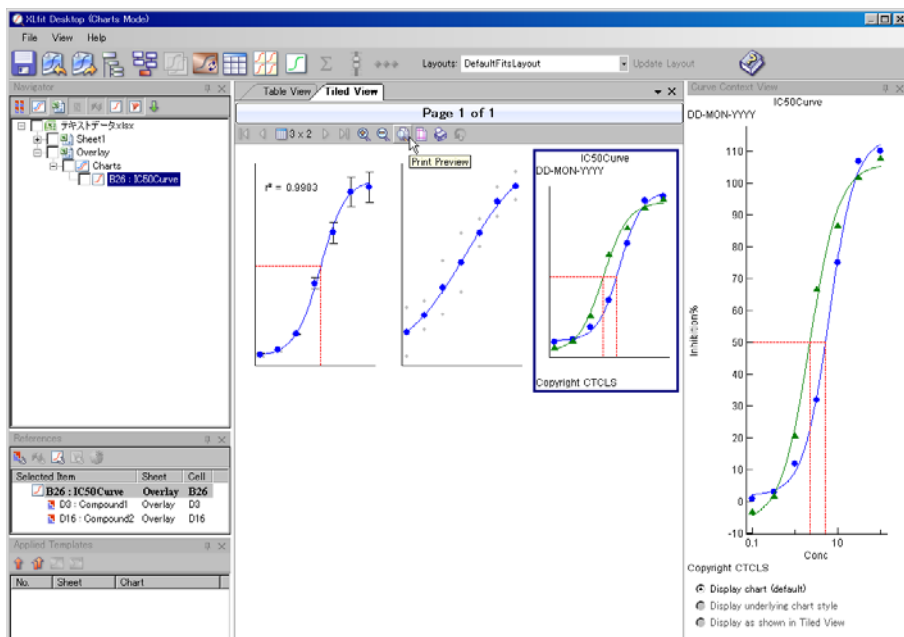 XLfit Desktop (Charts Mode)
File View Help
Layouts: DefaultFitsLayout Update Layout
Navigator
テキストデータ.xlsx
Sheet1
Overlay
Charts
B26 : IC50Curve
References
Selected Item Sheet Cell
B26 : IC50Curve Overlay B26
D3 : Compound1 Overlay D3
D16 : Compound2 Overlay D16
Applied Templates
No. Sheet Chart
Table View Tiled View
Page 1 of 1
3 x 2
Print Preview
r² = 0.9983
IC50Curve
DD-MON-YYYY
Copyright CTCLS
Curve Context View
IC50Curve
DD-MON-YYYY
110
100
90
80
70
60
50
40
30
20
10
0
-10
Inhibition%
0.1 10
Conc
Copyright CTCLS
Display chart (default)
Display underlying chart style
Display as shown in Tiled View